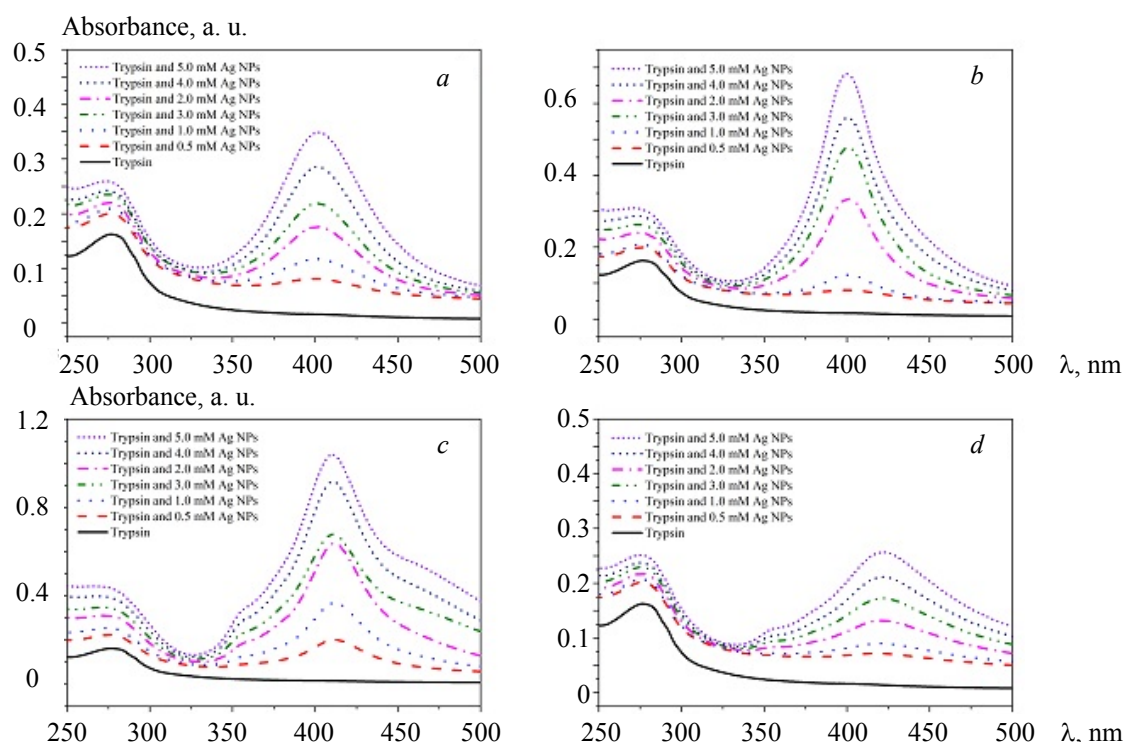 Absorbance, a. u.
0.5
0.4
0.3
0.2
0.1
0
Trypsin and 5.0 mM Ag NPs
Trypsin and 4.0 mM Ag NPs
Trypsin and 2.0 mM Ag NPs
Trypsin and 3.0 mM Ag NPs
Trypsin and 1.0 mM Ag NPs
Trypsin and 0.5 mM Ag NPs
Trypsin
a
250 300 350 400 450 500
0.6
0.4
0.2
0
Trypsin and 5.0 mM Ag NPs
Trypsin and 4.0 mM Ag NPs
Trypsin and 2.0 mM Ag NPs
Trypsin and 3.0 mM Ag NPs
Trypsin and 1.0 mM Ag NPs
Trypsin and 0.5 mM Ag NPs
Trypsin
b
250 300 350 400 450 500 λ, nm
Absorbance, a. u.
1.2
0.8
0.4
0
Trypsin and 5.0 mM Ag NPs
Trypsin and 4.0 mM Ag NPs
Trypsin and 2.0 mM Ag NPs
Trypsin and 3.0 mM Ag NPs
Trypsin and 1.0 mM Ag NPs
Trypsin and 0.5 mM Ag NPs
Trypsin
c
250 300 350 400 450 500
0.5
0.4
0.3
0.2
0.1
0
Trypsin and 5.0 mM Ag NPs
Trypsin and 4.0 mM Ag NPs
Trypsin and 2.0 mM Ag NPs
Trypsin and 3.0 mM Ag NPs
Trypsin and 1.0 mM Ag NPs
Trypsin and 0.5 mM Ag NPs
Trypsin
d
250 300 350 400 450 500 λ, nm